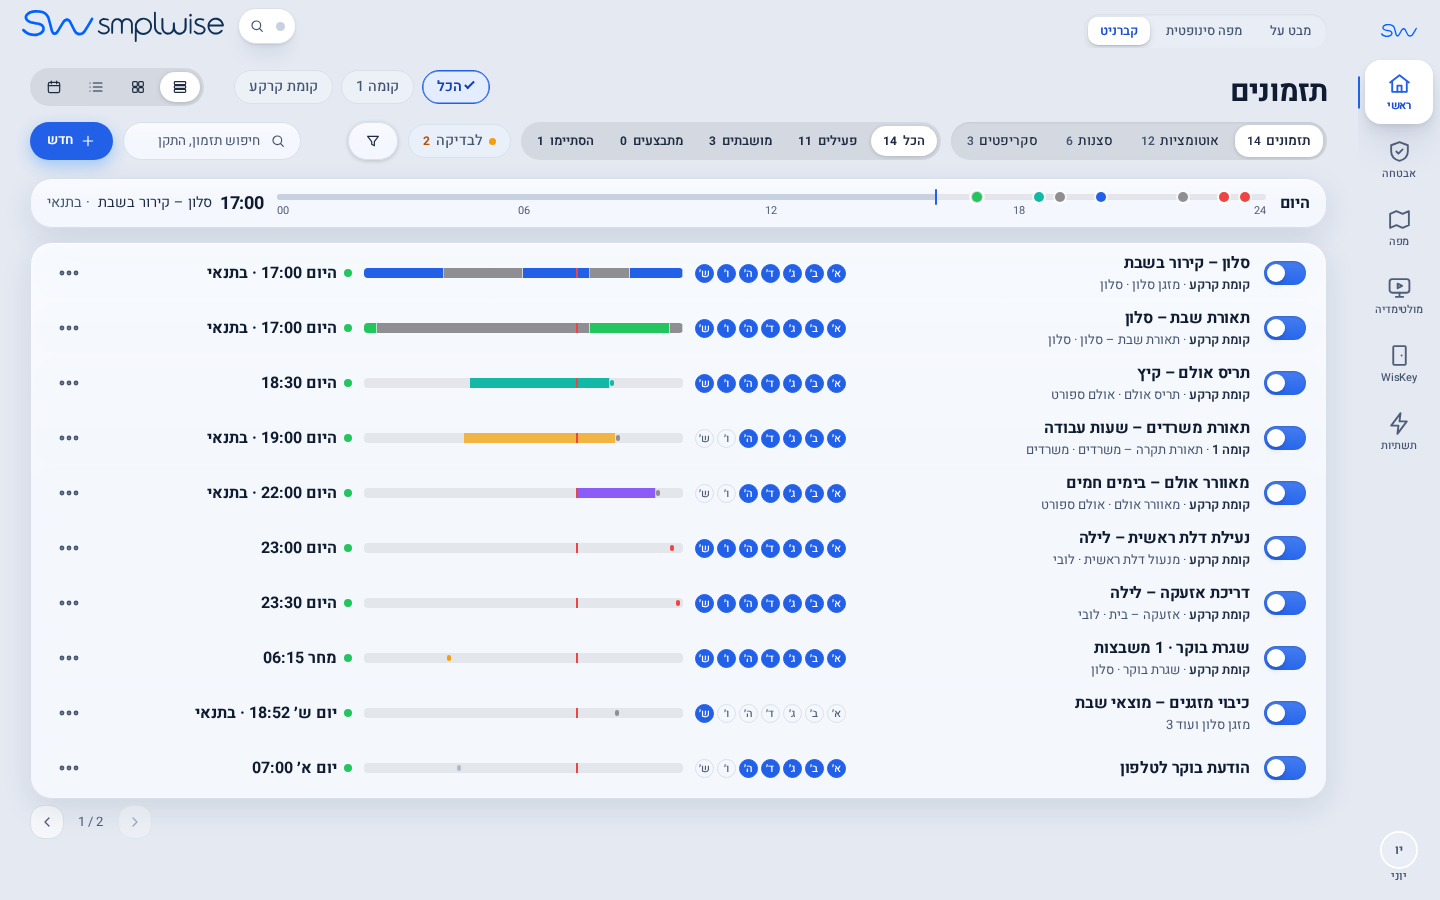 smplwise
מבט על
מפה סינופטית
קברניט
SW
ראשי
אבטחה
מפה
מולטימדיה
WisKey
תשתיות
יו
יוני
תזמונים
הכל
קומה 1
קומת קרקע
תזמונים 14
אוטומציות 12
סצנות 6
סקריפטים 3
הכל 14
פעילים 11
מושבתים 3
מתבצעים 0
הסתיימו 1
לבדיקה 2
חיפוש תזמון, התקן
חדש
היום
00 06 12 18 24
17:00 סלון – קירור בשבת · בתנאי
סלון – קירור בשבת
קומת קרקע · מזגן סלון · סלון
א׳ ב׳ ג׳ ד׳ ה׳ ו׳ ש׳
היום 17:00 · בתנאי
תאורת שבת – סלון
קומת קרקע · תאורת שבת – סלון · סלון
א׳ ב׳ ג׳ ד׳ ה׳ ו׳ ש׳
היום 17:00 · בתנאי
תריס אולם – קיץ
קומת קרקע · תריס אולם · אולם ספורט
א׳ ב׳ ג׳ ד׳ ה׳ ו׳ ש׳
היום 18:30
תאורת משרדים – שעות עבודה
קומה 1 · תאורת תקרה – משרדים · משרדים
א׳ ב׳ ג׳ ד׳ ה׳ ו׳ ש׳
היום 19:00 · בתנאי
מאוורר אולם – בימים חמים
קומת קרקע · מאוורר אולם · אולם ספורט
א׳ ב׳ ג׳ ד׳ ה׳ ו׳ ש׳
היום 22:00 · בתנאי
נעילת דלת ראשית – לילה
קומת קרקע · מנעול דלת ראשית · לובי
א׳ ב׳ ג׳ ד׳ ה׳ ו׳ ש׳
היום 23:00
דריכת אזעקה – לילה
קומת קרקע · אזעקה – בית · לובי
א׳ ב׳ ג׳ ד׳ ה׳ ו׳ ש׳
היום 23:30
שגרת בוקר · 1 משבצות
קומת קרקע · שגרת בוקר · סלון
א׳ ב׳ ג׳ ד׳ ה׳ ו׳ ש׳
מחר 06:15
כיבוי מזגנים – מוצאי שבת
מזגן סלון ועוד 3
א׳ ב׳ ג׳ ד׳ ה׳ ו׳ ש׳
יום ש׳ 18:52 · בתנאי
הודעת בוקר לטלפון
א׳ ב׳ ג׳ ד׳ ה׳ ו׳ ש׳
יום א׳ 07:00
1 / 2